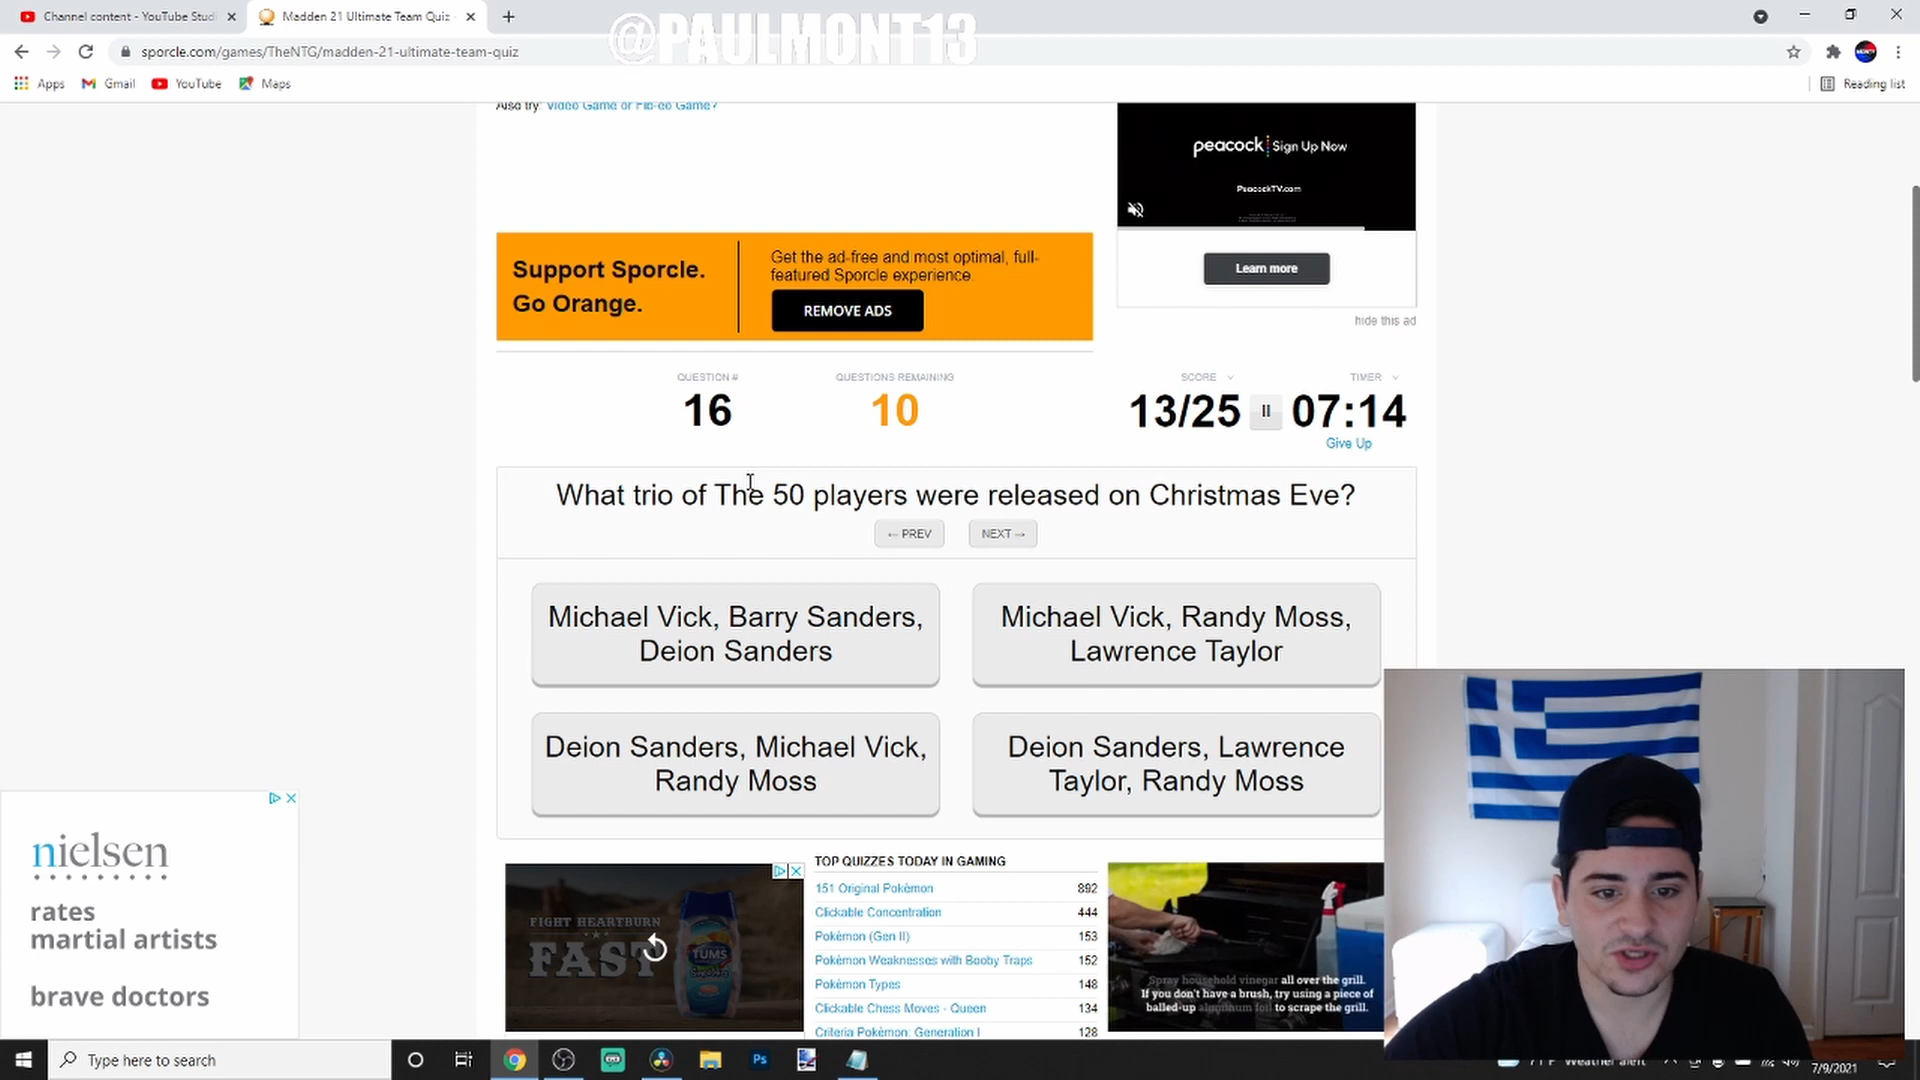 Channel content - YouTube Studi
Madden 21 Ultimate Team Quiz
@PAULMONT13
sporcle.com/games/TheNTG/madden-21-ultimate-team-quiz
Apps
Gmail
YouTube
Maps
Reading list
Also try: Video Game or Fib-eo Game?
peacock Sign Up Now
PeacockTV.com
Support Sporcle.
Go Orange.
Get the ad-free and most optimal, full-
featured Sporcle experience.
REMOVE ADS
Learn more
hide this ad
QUESTION #
16
QUESTIONS REMAINING
10
SCORE
13/25
TIMER
07:14
Give Up
What trio of The 50 players were released on Christmas Eve?
← PREV
NEXT →
Michael Vick, Barry Sanders,
Deion Sanders
Michael Vick, Randy Moss,
Lawrence Taylor
Deion Sanders, Michael Vick,
Randy Moss
Deion Sanders, Lawrence
Taylor, Randy Moss
nielsen
rates
martial artists
brave doctors
FIGHT HEARTBURN
FAST
TUMS
TOP QUIZZES TODAY IN GAMING
151 Original Pokémon 892
Clickable Concentration 444
Pokémon (Gen II) 153
Pokémon Weaknesses with Booby Traps 152
Pokémon Types 148
Clickable Chess Moves - Queen 134
Criteria Pokémon: Generation I 128
Spray household vinegar all over the grill.
If you don't have a brush, try using a piece of
balled-up aluminum foil to scrape the grill.
Type here to search
Ps
71°F Weather alert
7/9/2021